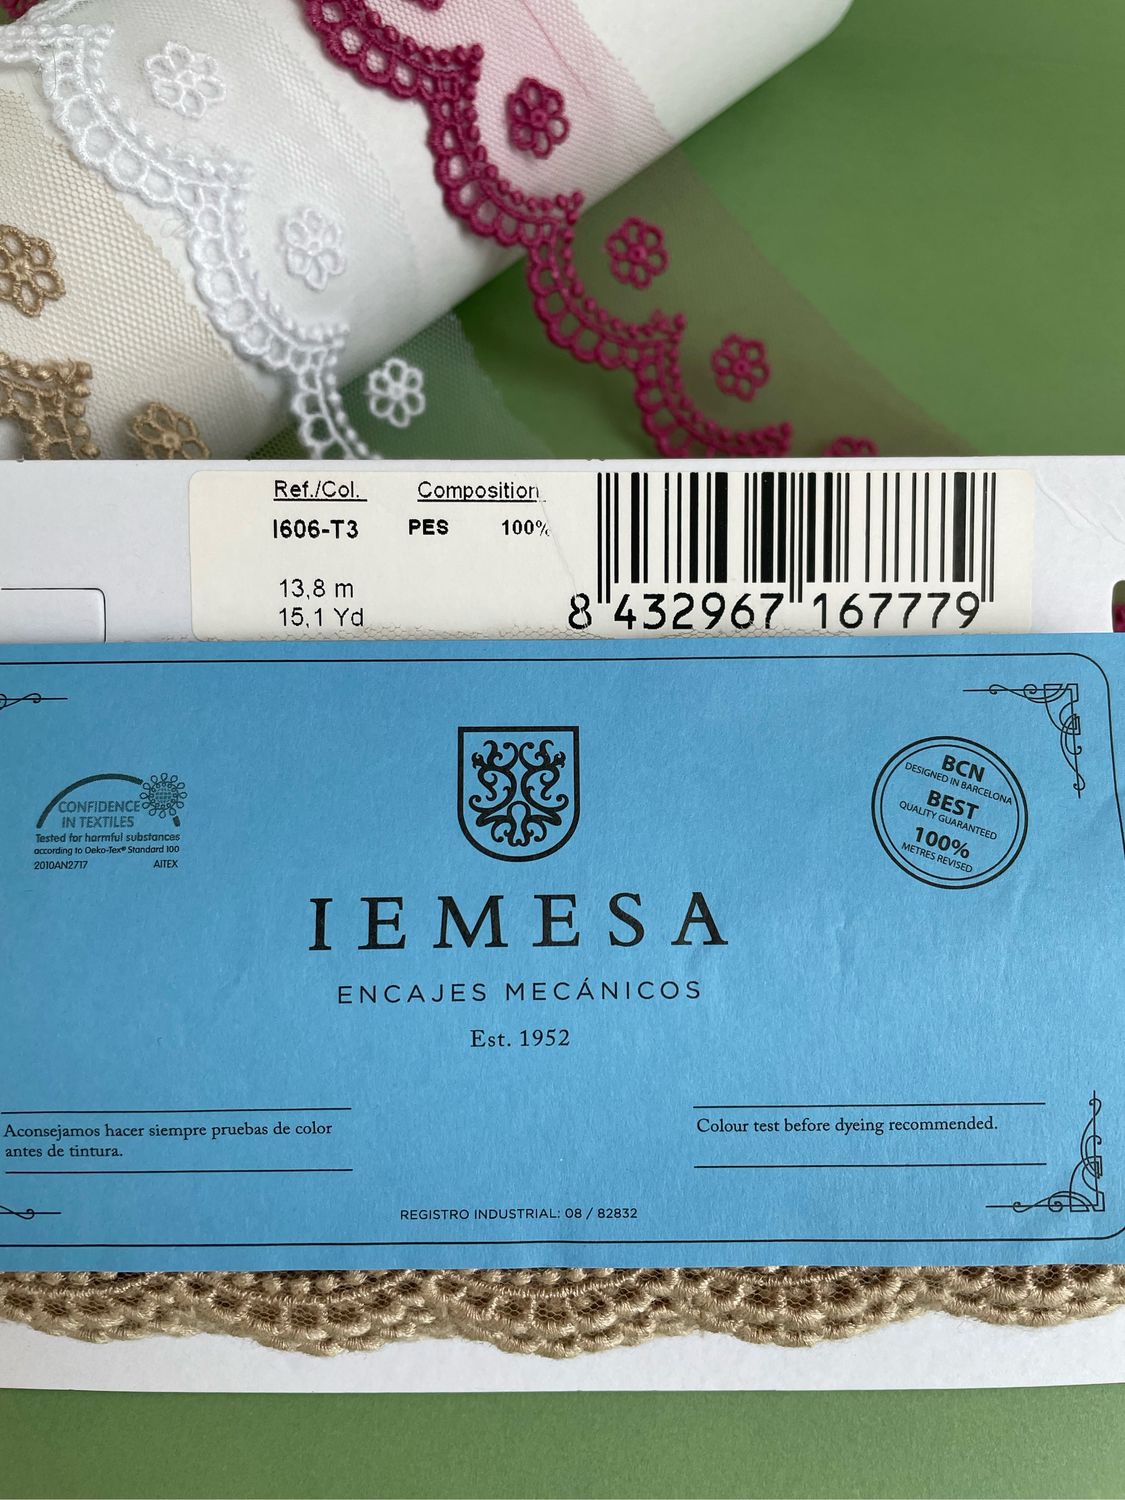 Ref./Col. Composition
I606-T3 PES 100%
13,8 m
15,1 Yd
8 432967 167779
CONFIDENCE
IN TEXTILES
Tested for harmful substances
according to Oeko-Tex® Standard 100
2010AN2717 AITEX
BCN
DESIGNED IN BARCELONA
BEST
QUALITY GUARANTEED
100%
METRES REVISED
IEMESA
ENCAJES MECÁNICOS
Est. 1952
Aconsejamos hacer siempre pruebas de color
antes de tintura.
Colour test before dyeing recommended.
REGISTRO INDUSTRIAL: 08 / 82832